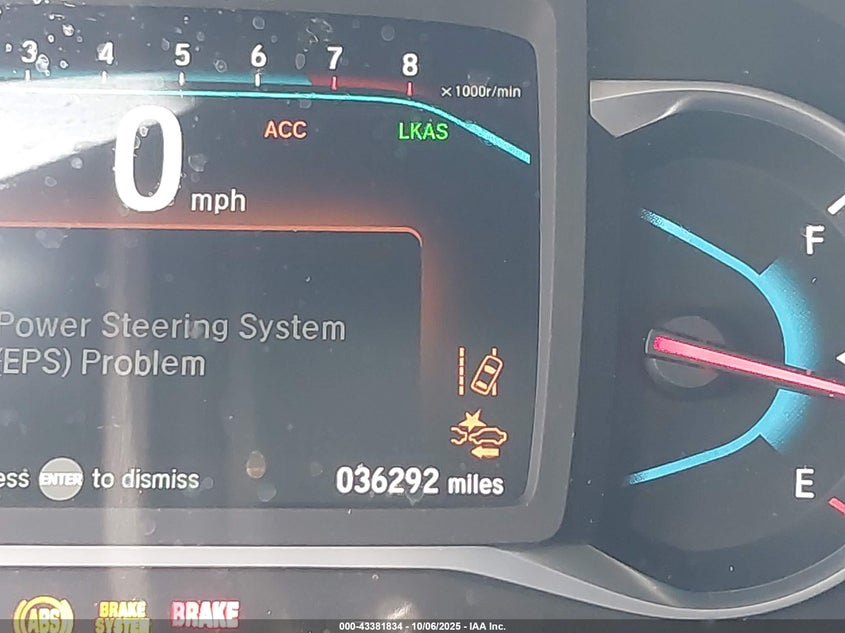 3 4 5 6 7 8
×1000r/min
ACC LKAS
0 mph
F
Power Steering System
(EPS) Problem
E
ess ENTER to dismiss
036292 miles
ABS BRAKE SYSTEM BRAKE
000-43381834 - 10/06/2025 - IAA Inc.